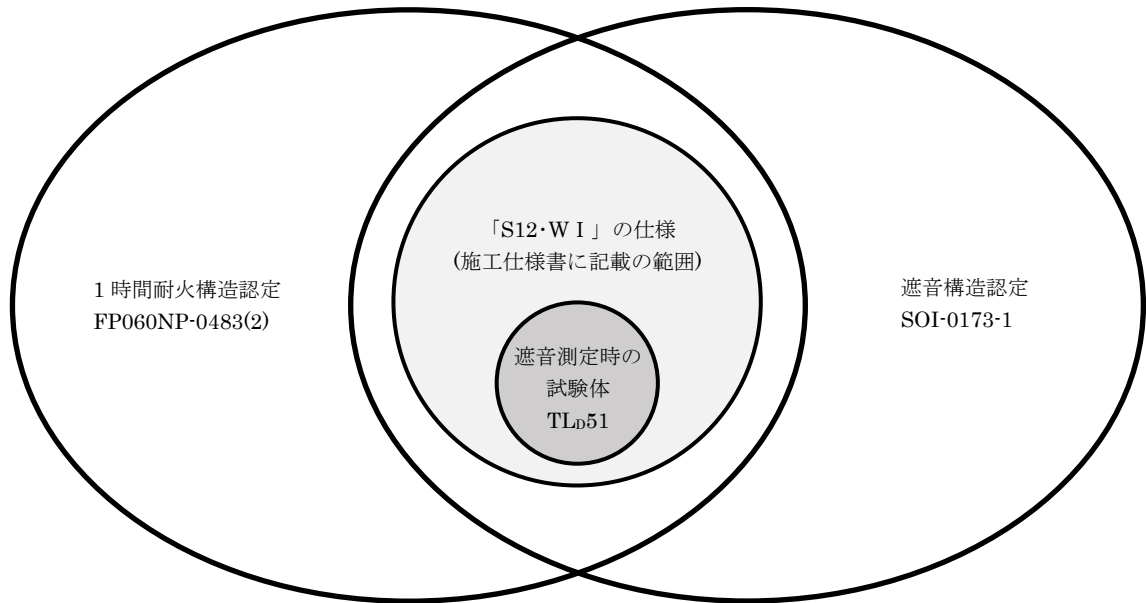 1 時間耐火構造認定
FP060NP-0483(2)
「S12･WⅠ」の仕様
(施工仕様書に記載の範囲)
遮音測定時の
試験体
TLD51
遮音構造認定
SOI-0173-1